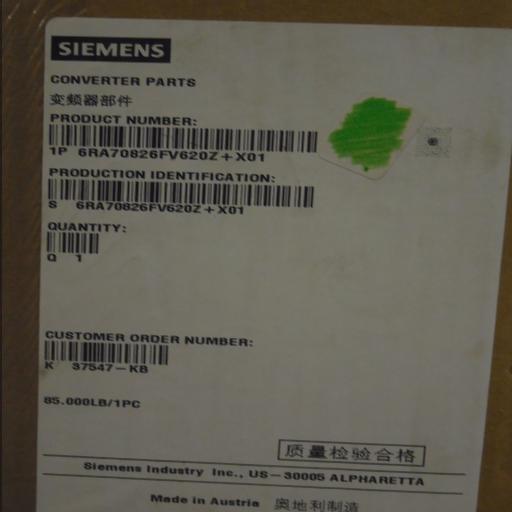 SIEMENS
CONVERTER PARTS
变频器部件
PRODUCT NUMBER:
1P 6RA70826FV620Z+X01
PRODUCTION IDENTIFICATION:
S 6RA70826FV620Z+X01
QUANTITY:
Q 1
CUSTOMER ORDER NUMBER:
K 37547-KB
85.000LB/1PC
质量检验合格
Siemens Industry Inc., US-30005 ALPHARETTA
Made in Austria 奥地利制造